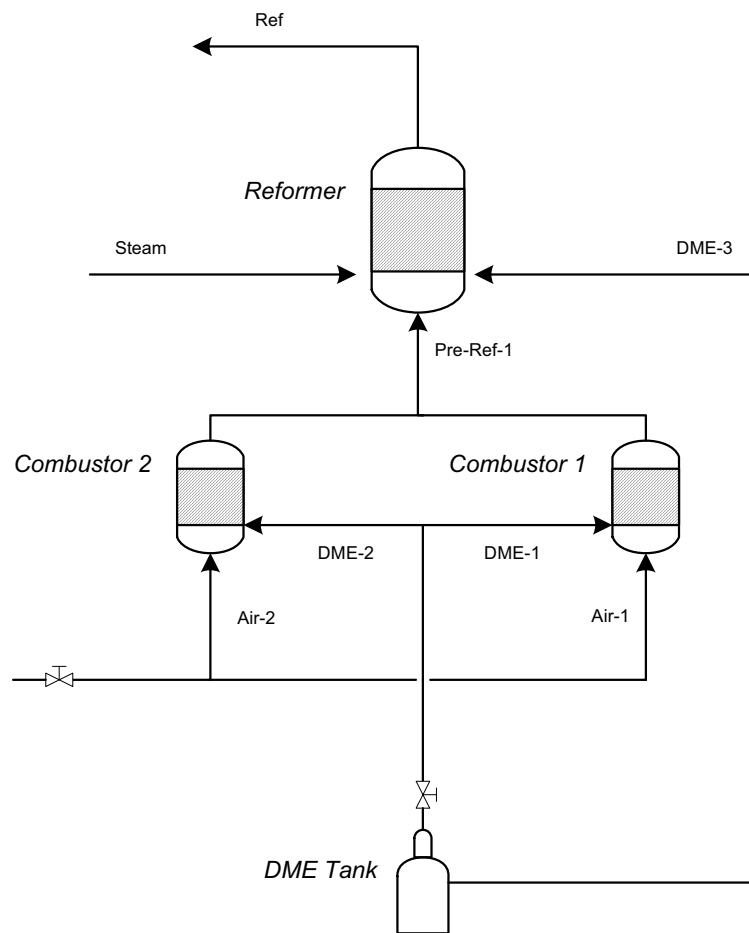 Ref
Reformer
Steam
DME-3
Pre-Ref-1
Combustor 2
Combustor 1
DME-2
DME-1
Air-2
Air-1
DME Tank